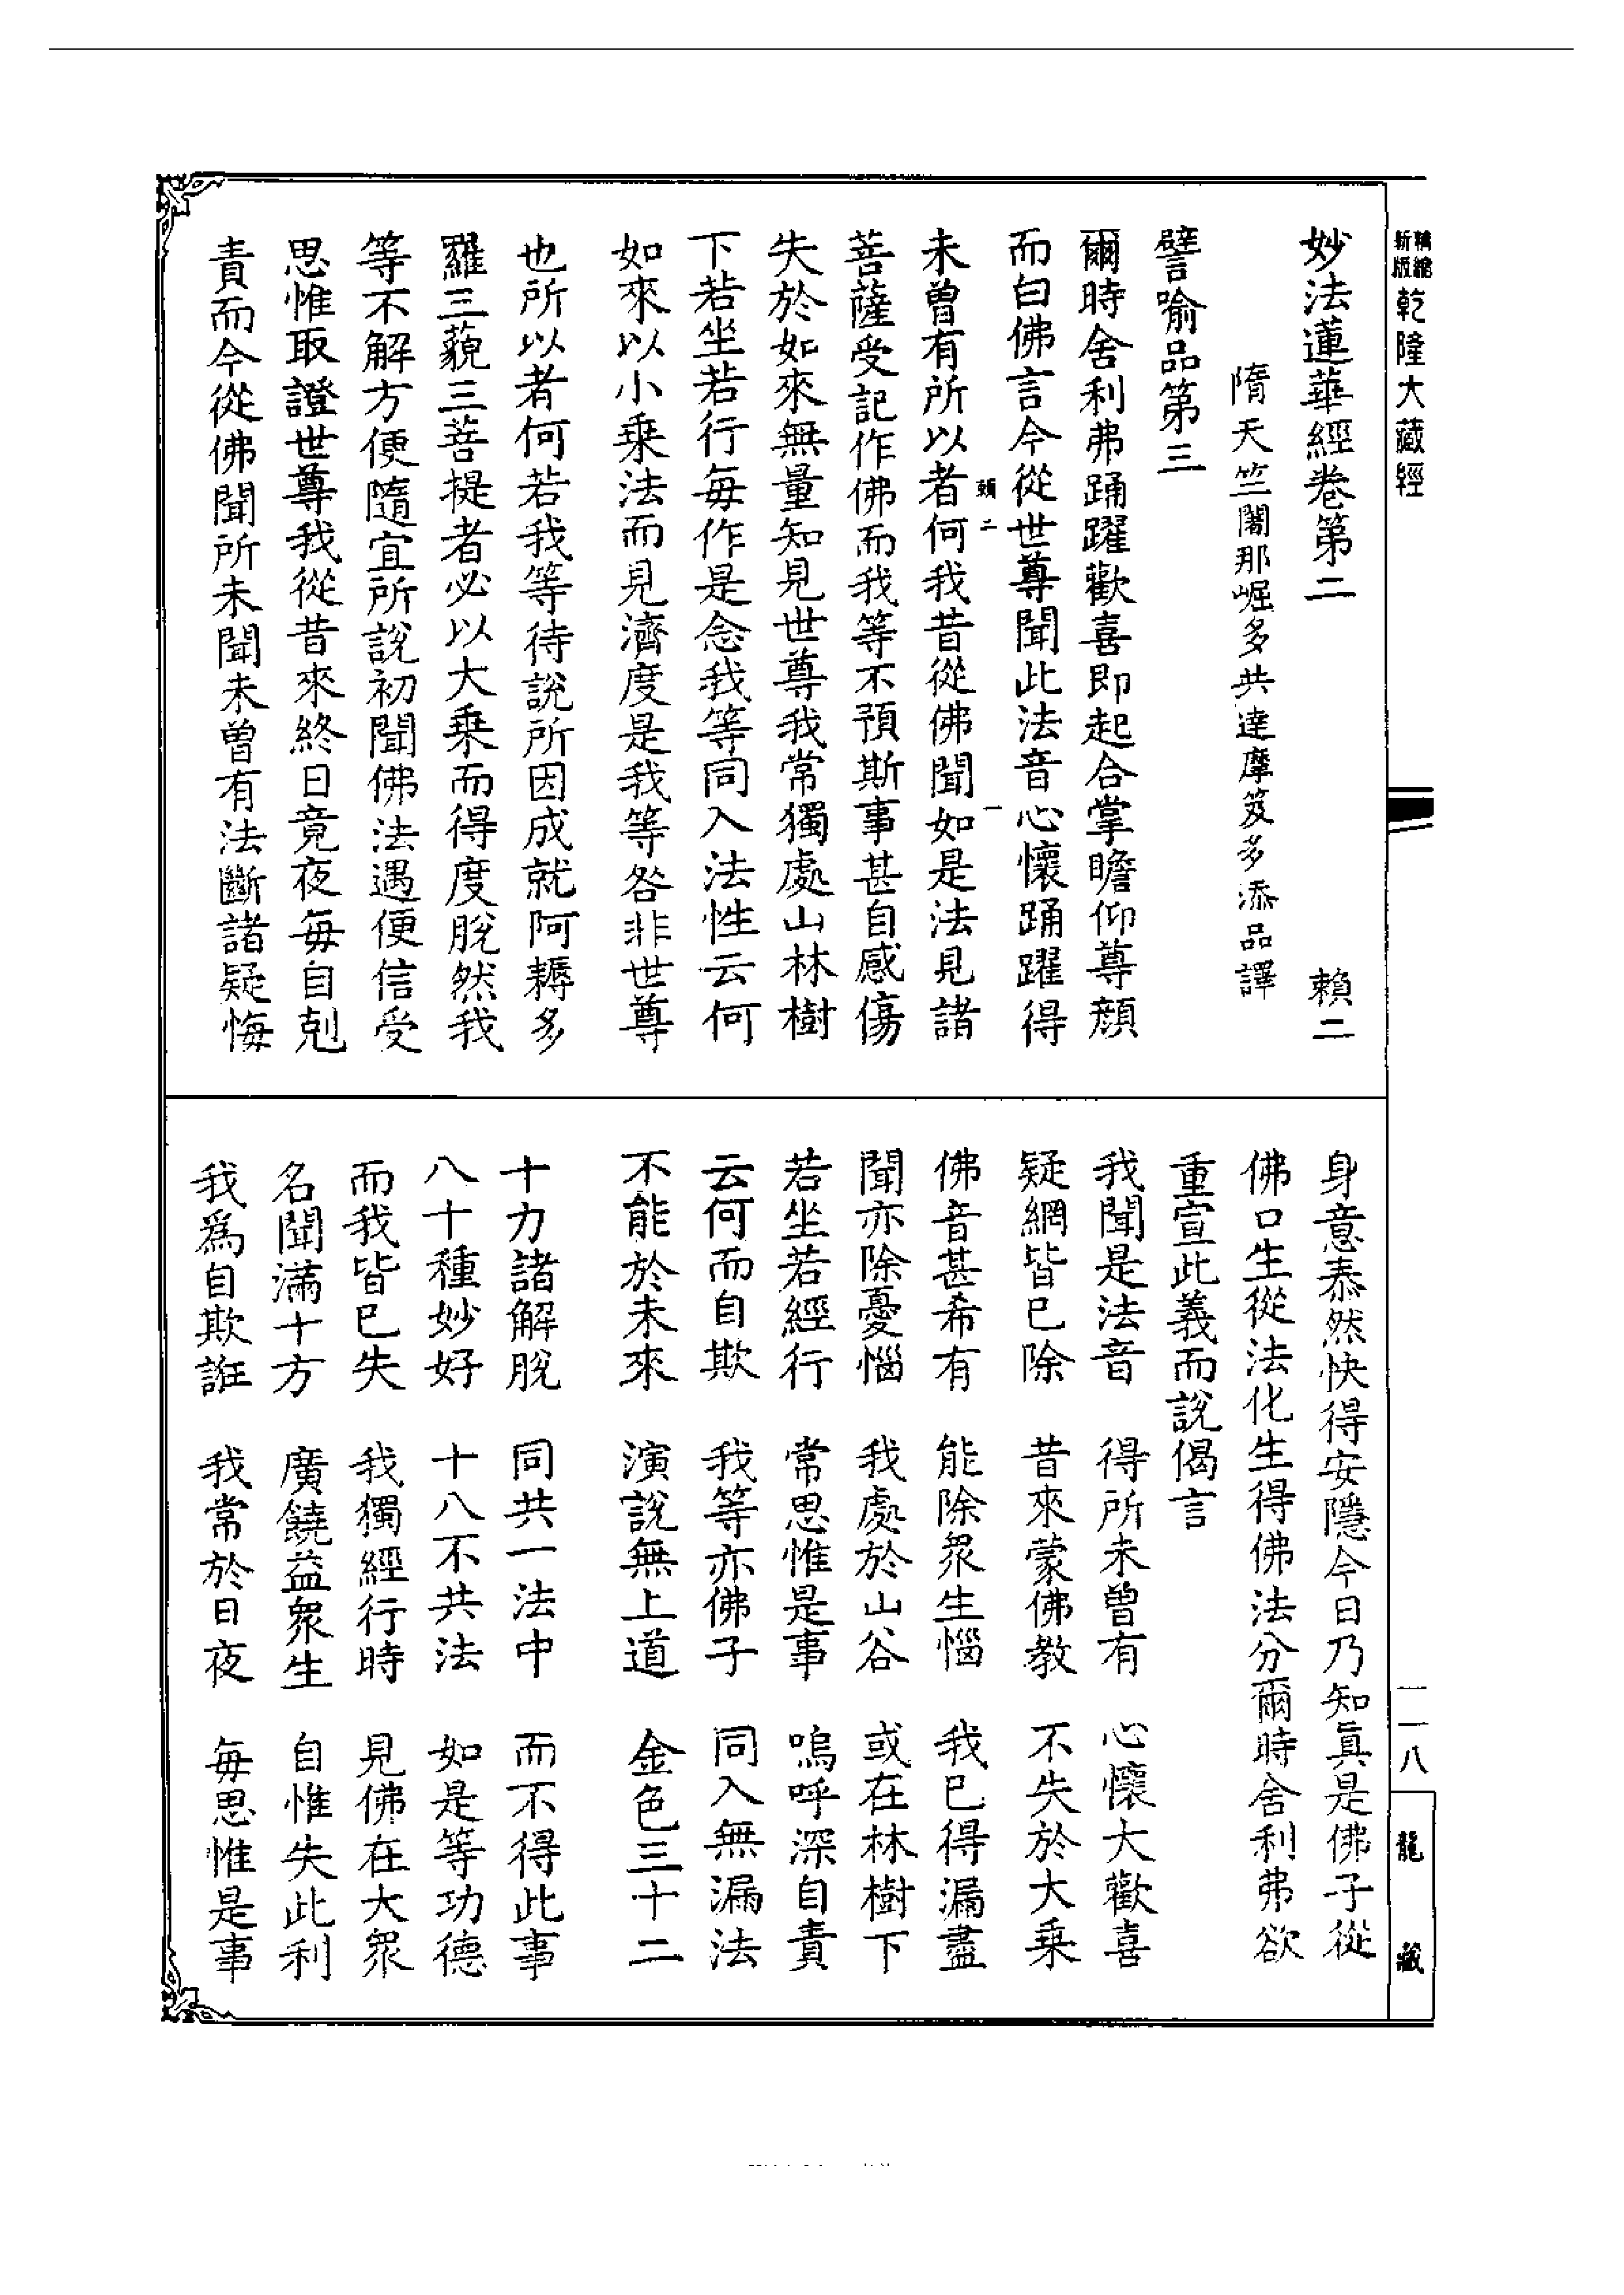 精縮新版乾隆大藏經
一一八
龍藏
妙法蓮華經卷第二 賴二
隋天竺闍那崛多共達摩笈多添品譯
譬喻品第三
爾時舍利弗踊躍歡喜即起合掌瞻仰尊顏
而白佛言今從世尊聞此法音心懷踊躍得
賴二 一
未曾有所以者何我昔從佛聞如是法見諸
菩薩受記作佛而我等不預斯事甚自感傷
失於如來無量知見世尊我常獨處山林樹
下若坐若行每作是念我等同入法性云何
如來以小乘法而見濟度是我等咎非世尊
也所以者何若我等待說所因成就阿耨多
羅三藐三菩提者必以大乘而得度脫然我
等不解方便隨宜所說初聞佛法遇便信受
思惟取證世尊我從昔來終日竟夜每自剋
責而今從佛聞所未聞未曾有法斷諸疑悔
身意泰然快得安隱今日乃知真是佛子從
佛口生從法化生得佛法分爾時舍利弗欲
重宣此義而說偈言
我聞是法音 得所未曾有 心懷大歡喜
疑網皆已除 昔來蒙佛教 不失於大乘
佛音甚希有 能除眾生惱 我已得漏盡
聞亦除憂惱 我處於山谷 或在林樹下
若坐若經行 常思惟是事 嗚呼深自責
云何而自欺 我等亦佛子 同入無漏法
不能於未來 演說無上道 金色三十二
十力諸解脫 同共一法中 而不得此事
八十種妙好 十八不共法 如是等功德
而我皆已失 我獨經行時 見佛在大眾
名聞滿十方 廣饒益眾生 自惟失此利
我為自欺誑 我常於日夜 每思惟是事